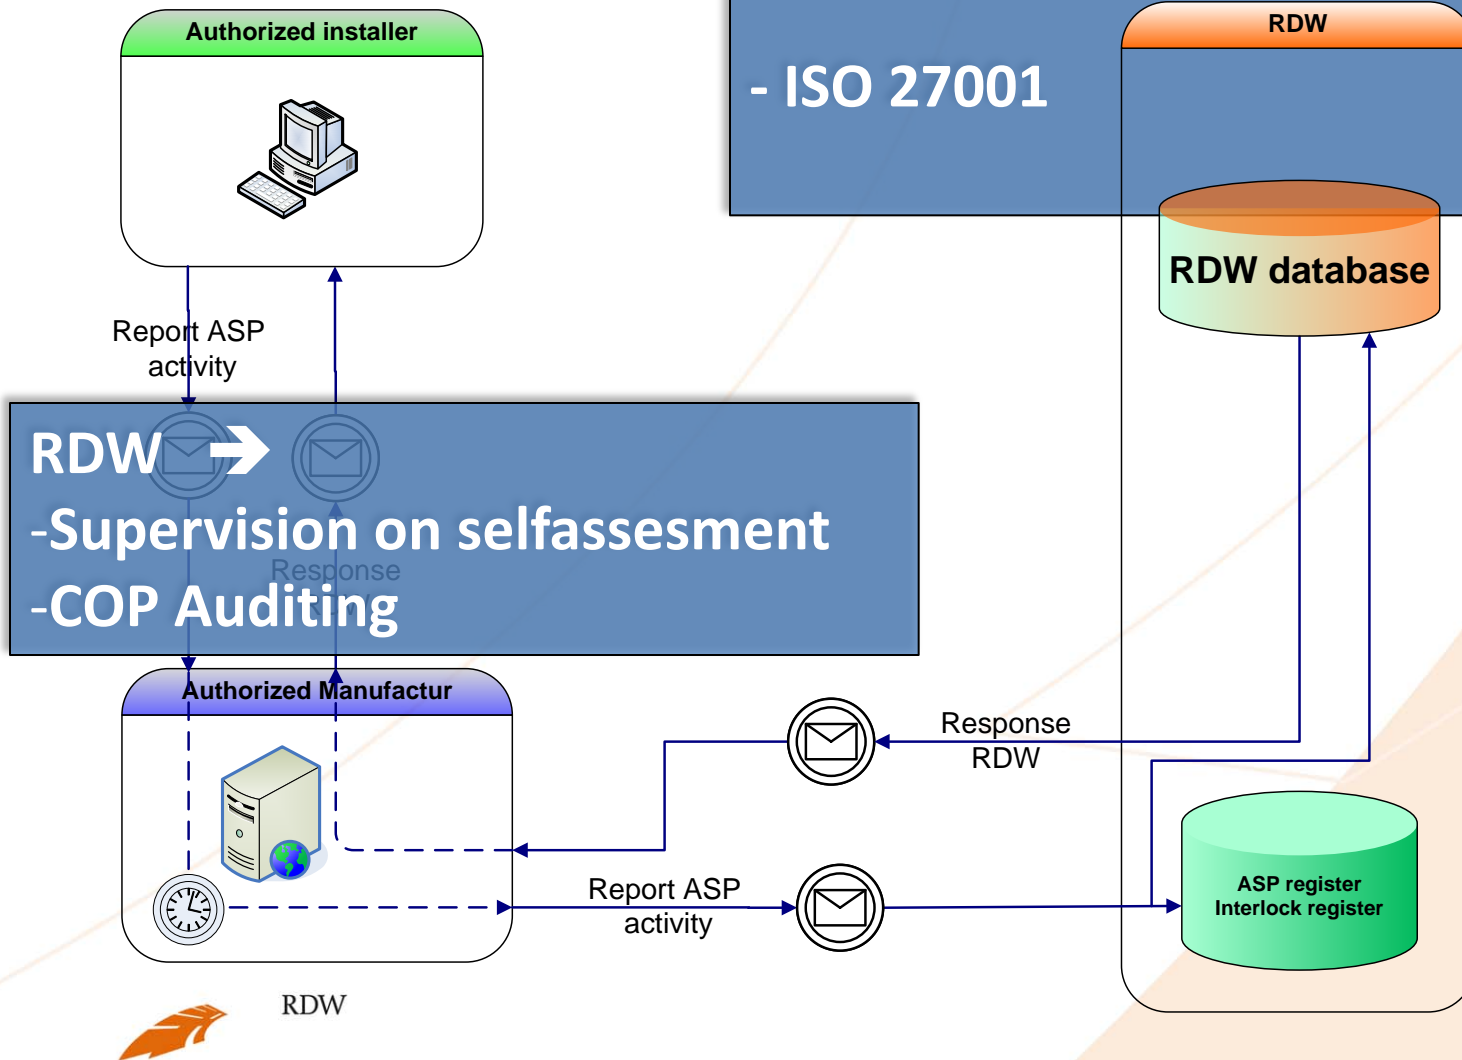 Authorized installer
RDW
- ISO 27001
RDW database
Report ASP
activity
RDW →
-Supervision on selfassesment
-COP Auditing
Response
RDW
Authorized Manufactur
Response
RDW
Report ASP
activity
ASP register
Interlock register
RDW